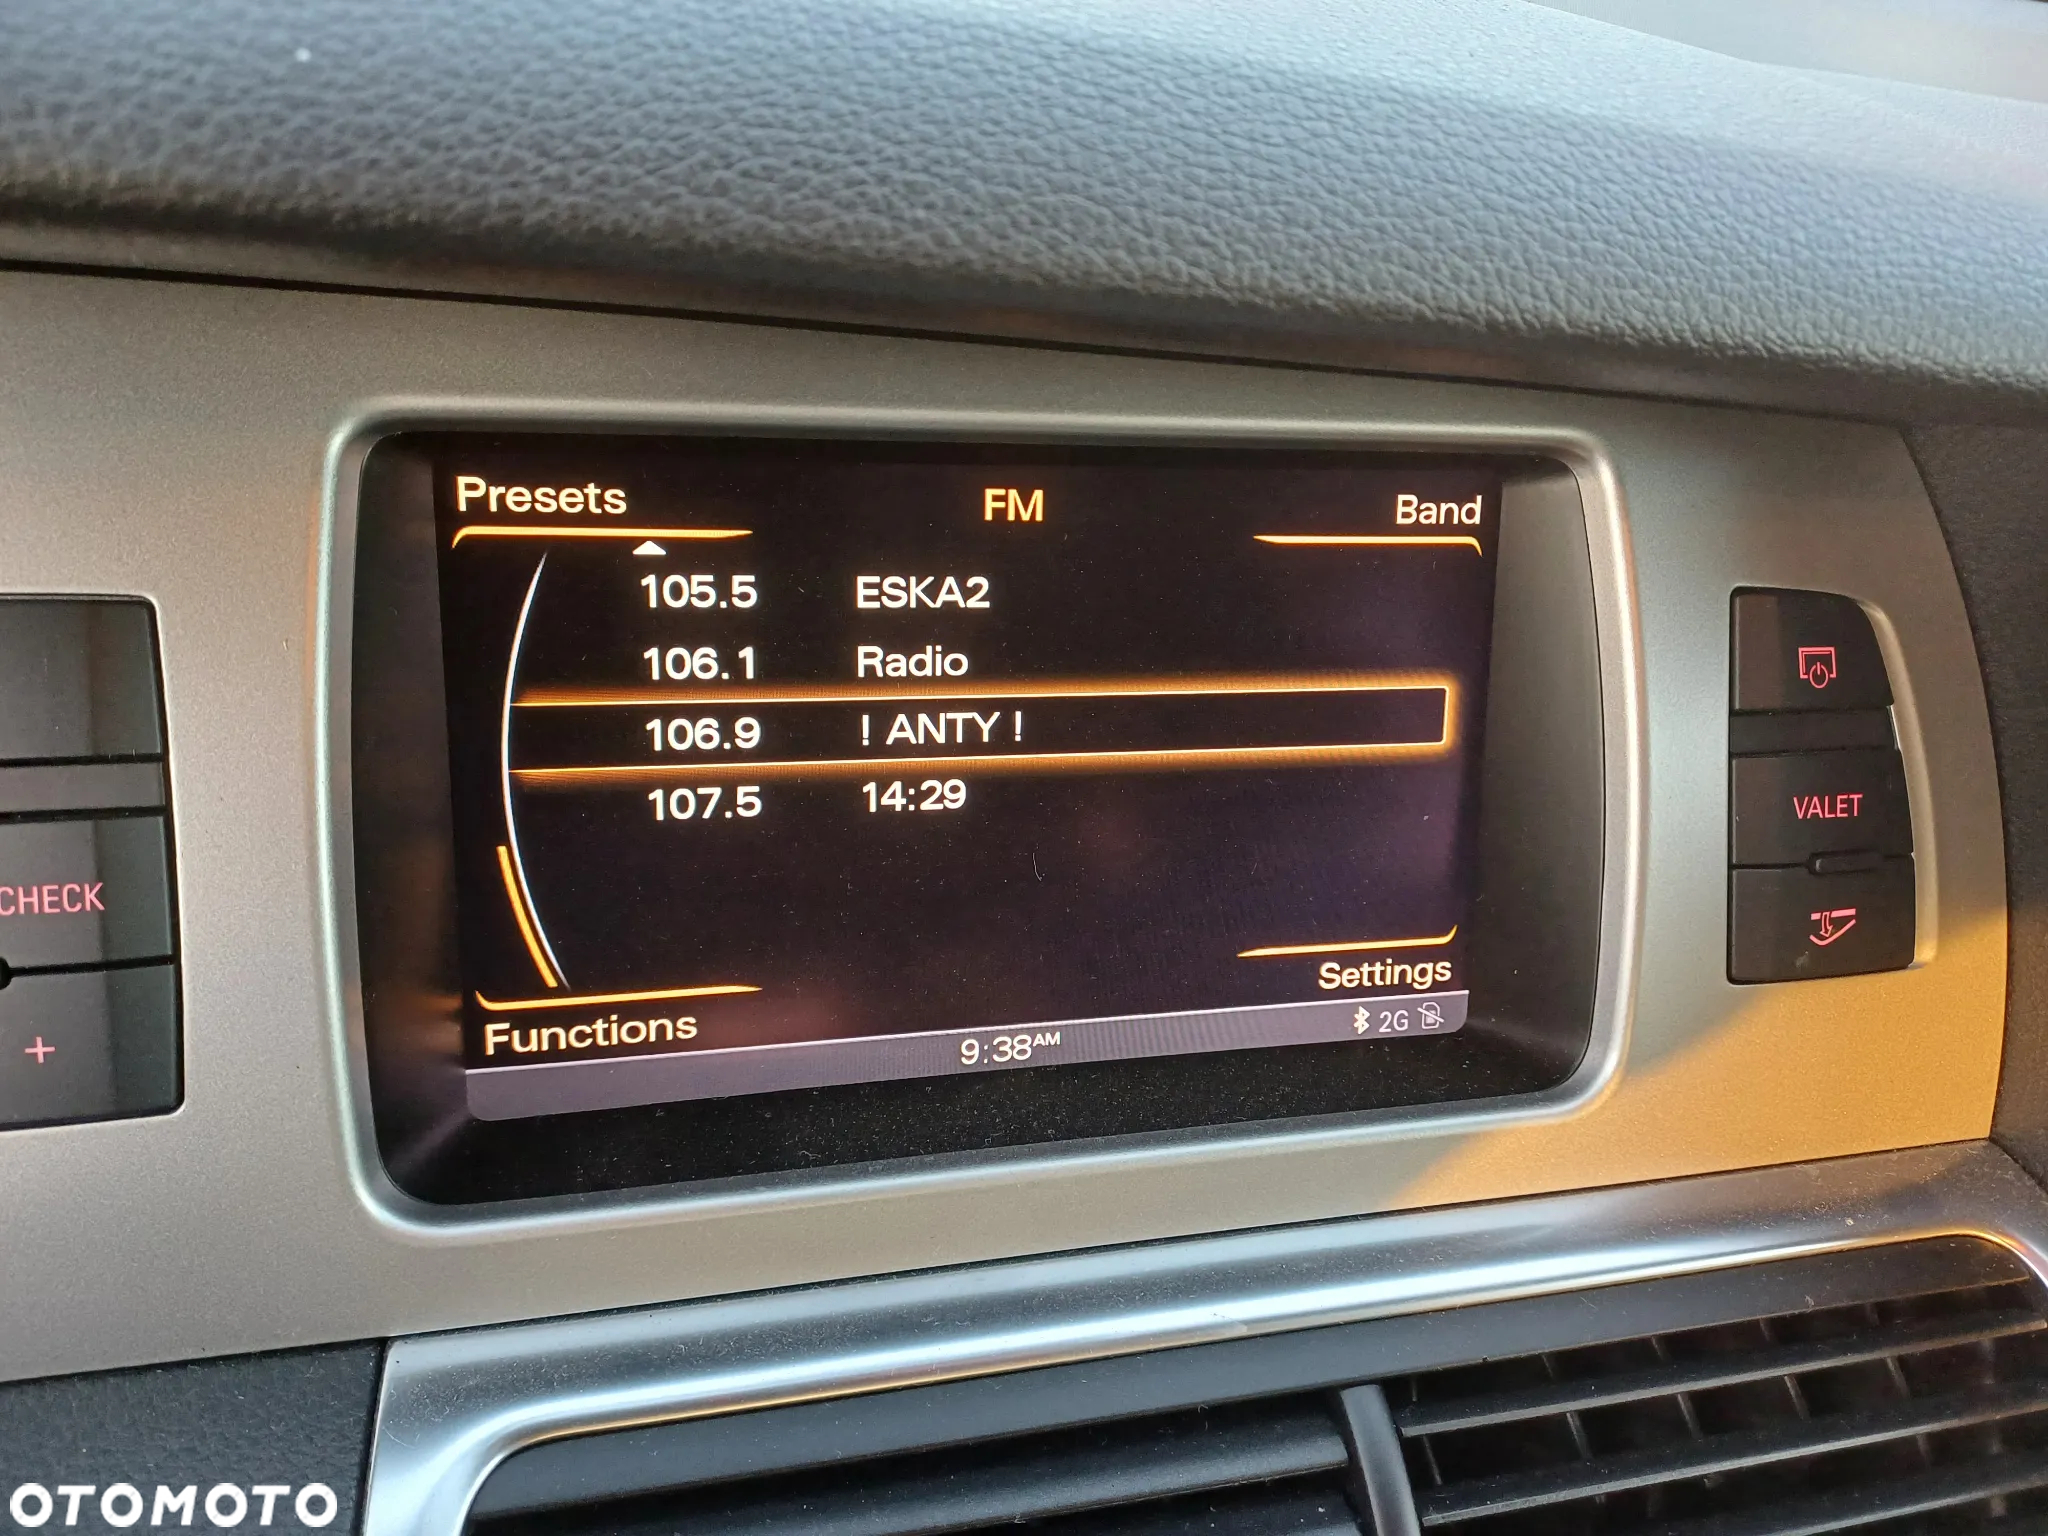 Presets FM Band
105.5 ESKA2
106.1 Radio
106.9 ! ANTY !
107.5 14:29
Settings
Functions
9:38AM
2G
CHECK
+
VALET
OTOMOTO